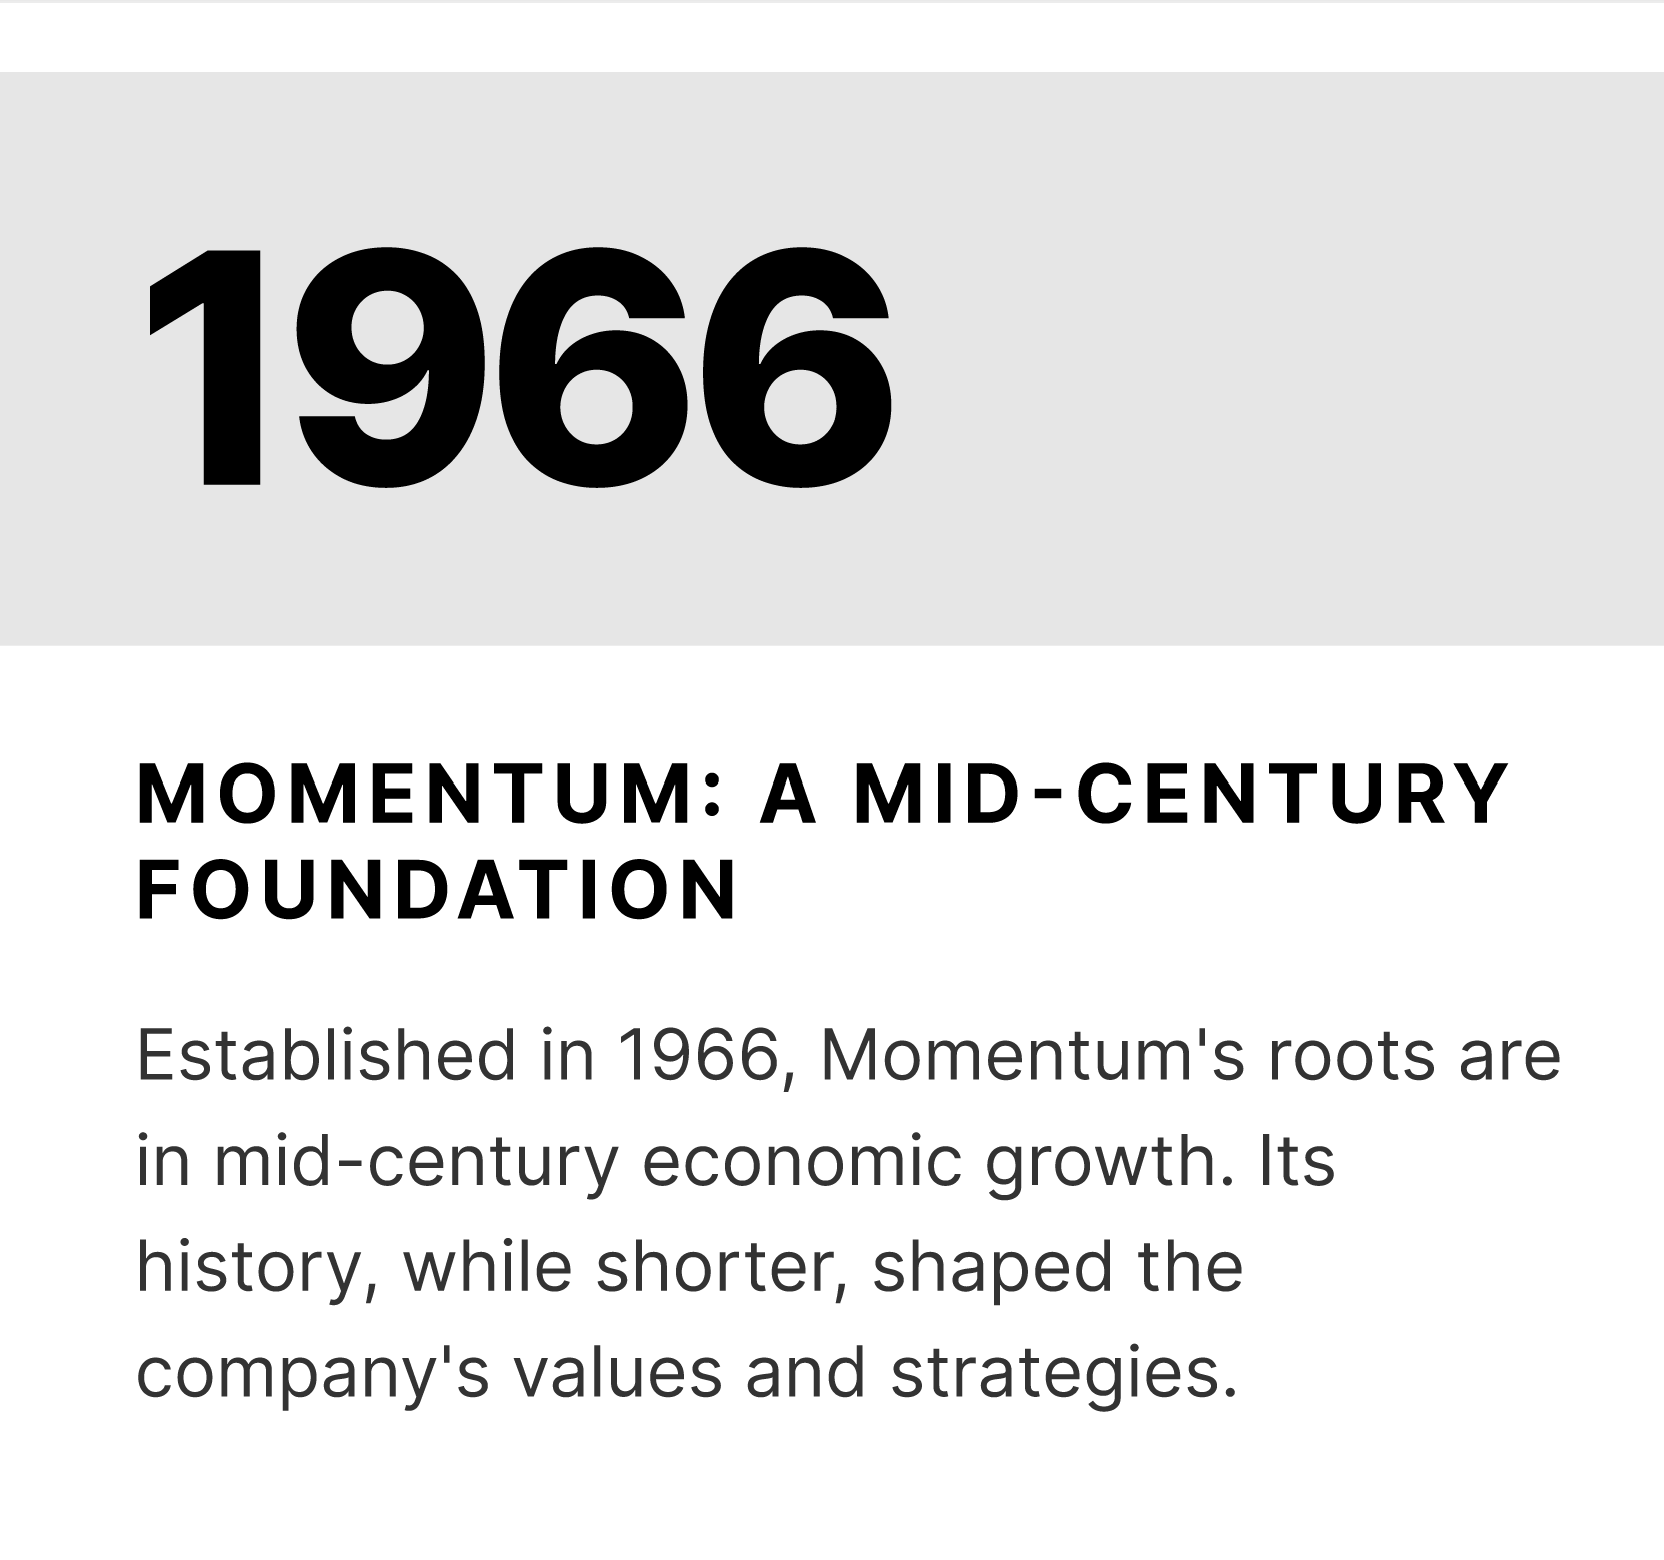 1966
MOMENTUM: A MID-CENTURY
FOUNDATION
Established in 1966, Momentum's roots are
in mid-century economic growth. Its
history, while shorter, shaped the
company's values and strategies.